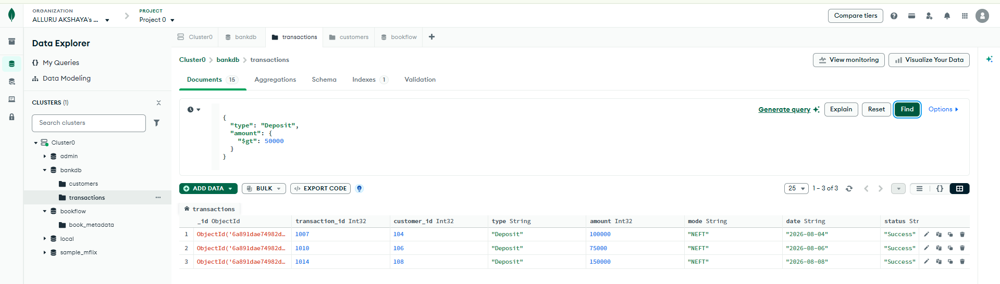 ORGANIZATION
ALLURU AKSHAYA's ...
PROJECT
Project 0
Compare tiers
Data Explorer
My Queries
Data Modeling
CLUSTERS (1)
Search clusters
Cluster0
admin
bankdb
customers
transactions
bookflow
book_metadata
local
sample_mflix
Cluster0
bankdb
transactions
customers
bookflow
Cluster0 > bankdb > transactions
View monitoring
Visualize Your Data
Documents 15
Aggregations
Schema
Indexes 1
Validation
{
"type": "Deposit",
"amount": {
"$gt": 50000
}
}
Generate query
Explain
Reset
Find
Options
ADD DATA
BULK
EXPORT CODE
25
1 – 3 of 3
transactions
_id ObjectId transaction_id Int32 customer_id Int32 type String amount Int32 mode String date String status Str
1 ObjectId('6a891dae74982d… 1007 104 "Deposit" 100000 "NEFT" "2026-08-04" "Success"
2 ObjectId('6a891dae74982d… 1010 106 "Deposit" 75000 "NEFT" "2026-08-06" "Success"
3 ObjectId('6a891dae74982d… 1014 108 "Deposit" 150000 "NEFT" "2026-08-08" "Success"